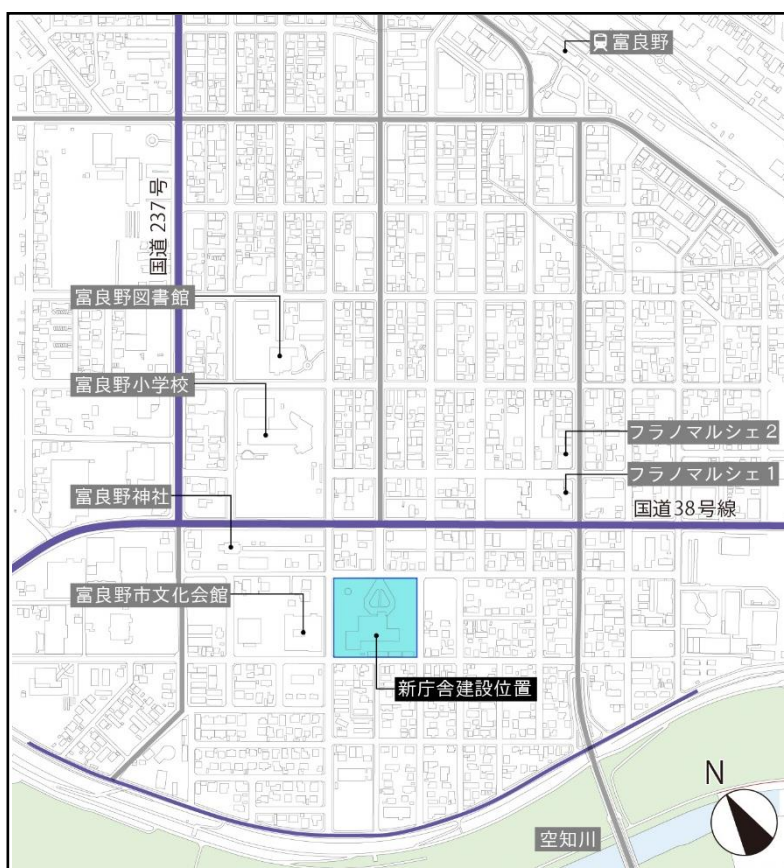 富良野
国道237号
富良野図書館
富良野小学校
フラノマルシェ2
フラノマルシェ1
富良野神社
国道38号線
富良野市文化会館
新庁舎建設位置
N
空知川